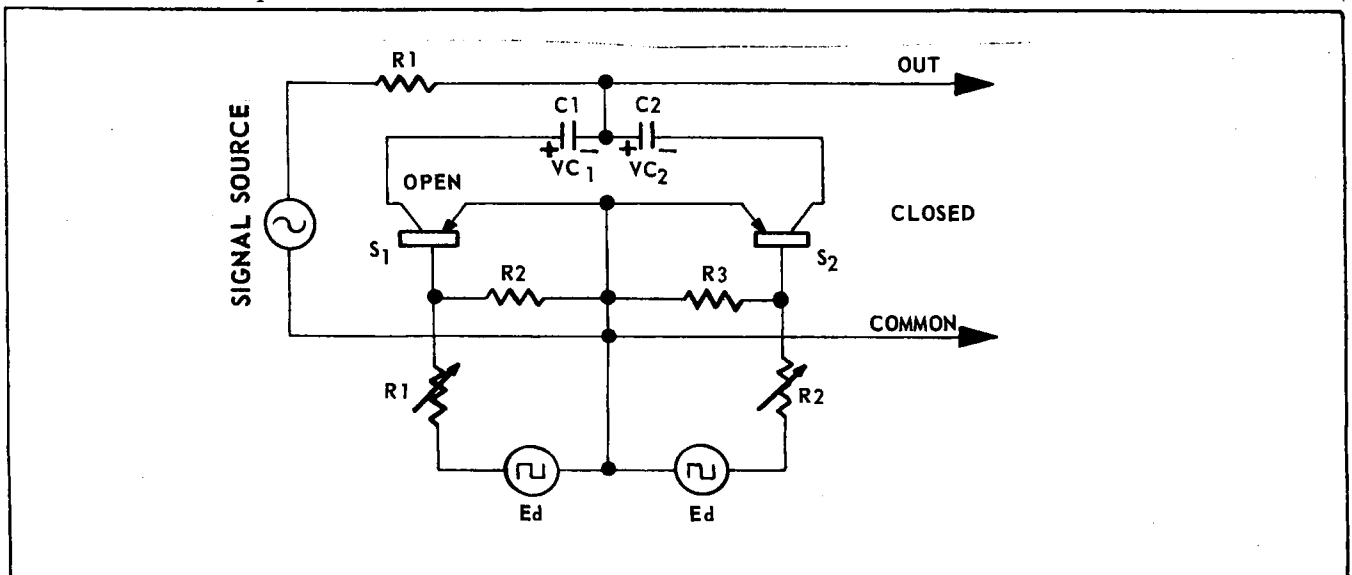 R1
OUT
C1 C2
+ - + -
VC1 VC2
SIGNAL SOURCE
OPEN
CLOSED
S1
S2
R2 R3
COMMON
R1
R2
Ed Ed